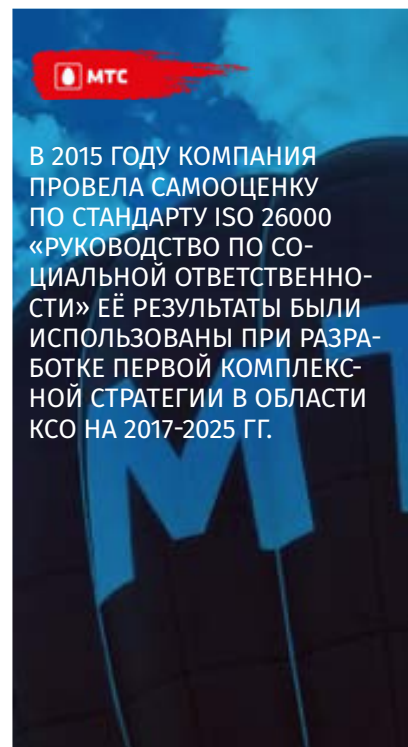 МТС
В 2015 ГОДУ КОМПАНИЯ
ПРОВЕЛА САМООЦЕНКУ
ПО СТАНДАРТУ ISO 26000
«РУКОВОДСТВО ПО СО-
ЦИАЛЬНОЙ ОТВЕТСТВЕННО-
СТИ» ЕЁ РЕЗУЛЬТАТЫ БЫЛИ
ИСПОЛЬЗОВАНЫ ПРИ РАЗРА-
БОТКЕ ПЕРВОЙ КОМПЛЕКС-
НОЙ СТРАТЕГИИ В ОБЛАСТИ
КСО НА 2017-2025 ГГ.
МТ